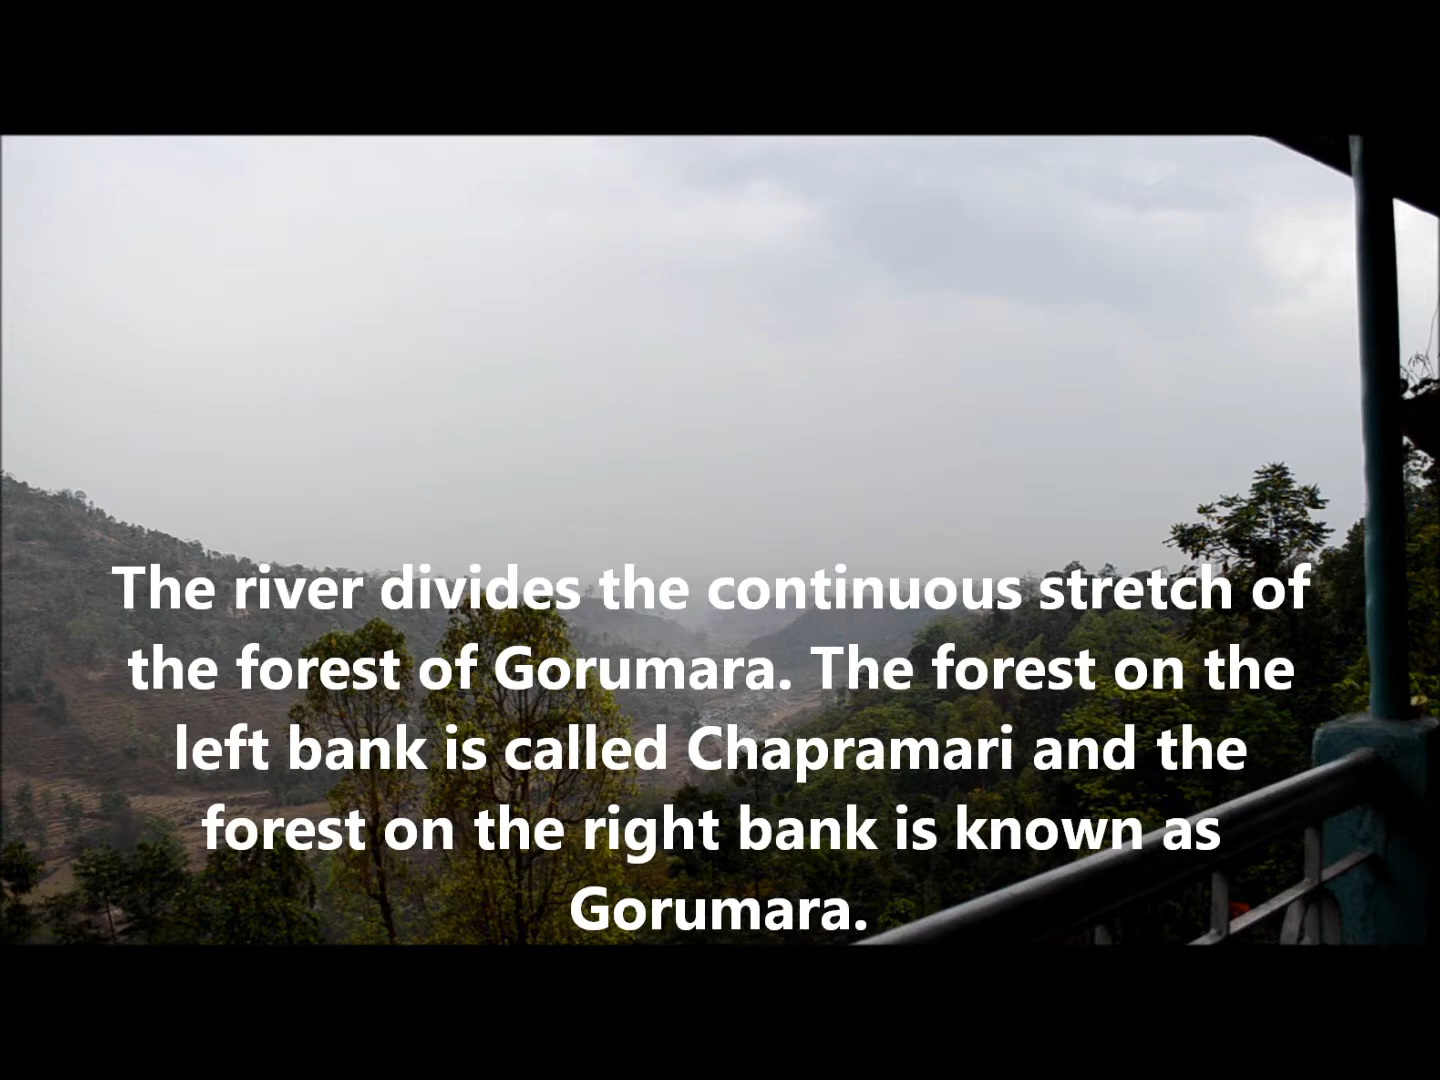 The river divides the continuous stretch of
the forest of Gorumara. The forest on the
left bank is called Chapramari and the
forest on the right bank is known as
Gorumara.